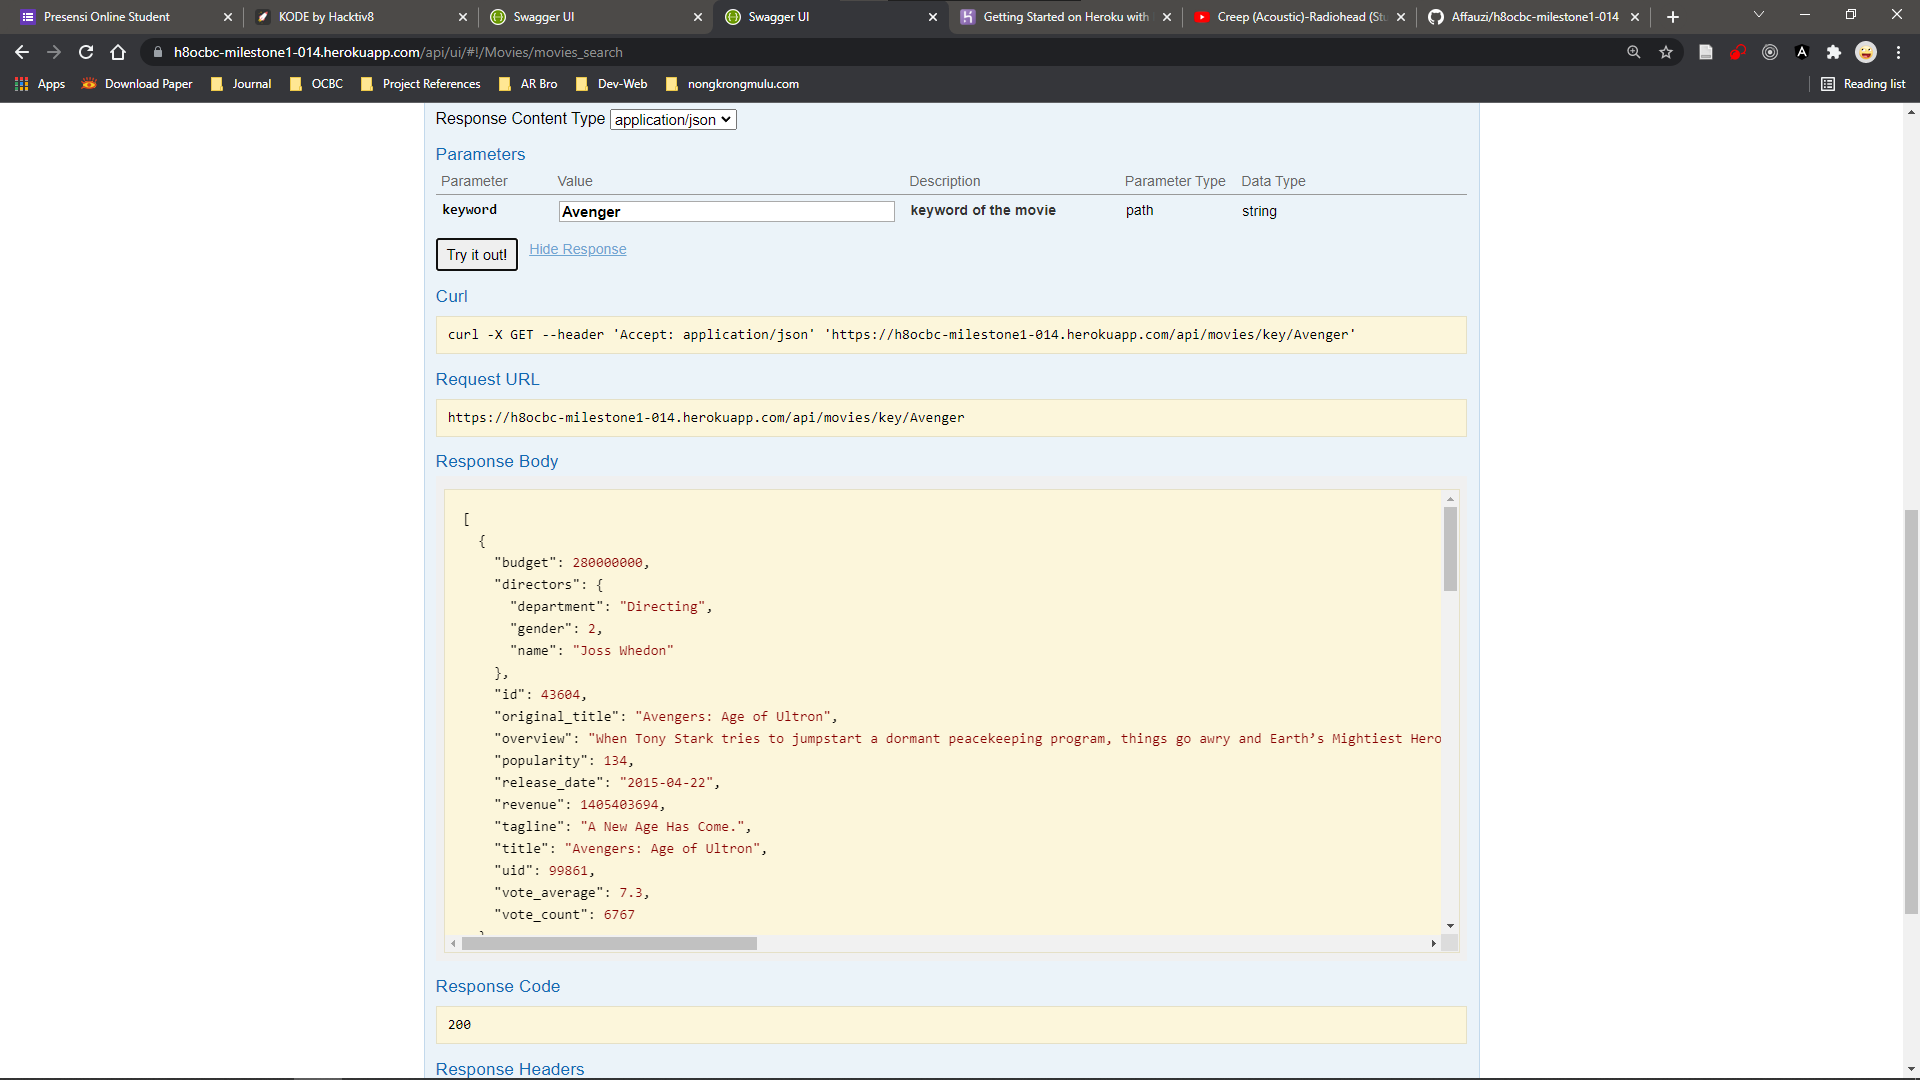 Presensi Online Student
KODE by Hacktiv8
Swagger UI
Swagger UI
Getting Started on Heroku with
Creep (Acoustic)-Radiohead (Stu
Affauzi/h8ocbc-milestone1-014
h8ocbc-milestone1-014.herokuapp.com/api/ui/#!/Movies/movies_search
Apps
Download Paper
Journal
OCBC
Project References
AR Bro
Dev-Web
nongkrongmulu.com
Reading list
Response Content Type application/json
Parameters
Parameter Value Description Parameter Type Data Type
keyword Avenger keyword of the movie path string
Try it out! Hide Response
Curl
curl -X GET --header 'Accept: application/json' 'https://h8ocbc-milestone1-014.herokuapp.com/api/movies/key/Avenger'
Request URL
https://h8ocbc-milestone1-014.herokuapp.com/api/movies/key/Avenger
Response Body
[
{
"budget": 280000000,
"directors": {
"department": "Directing",
"gender": 2,
"name": "Joss Whedon"
},
"id": 43604,
"original_title": "Avengers: Age of Ultron",
"overview": "When Tony Stark tries to jumpstart a dormant peacekeeping program, things go awry and Earth’s Mightiest Hero
"popularity": 134,
"release_date": "2015-04-22",
"revenue": 1405403694,
"tagline": "A New Age Has Come.",
"title": "Avengers: Age of Ultron",
"uid": 99861,
"vote_average": 7.3,
"vote_count": 6767
Response Code
200
Response Headers